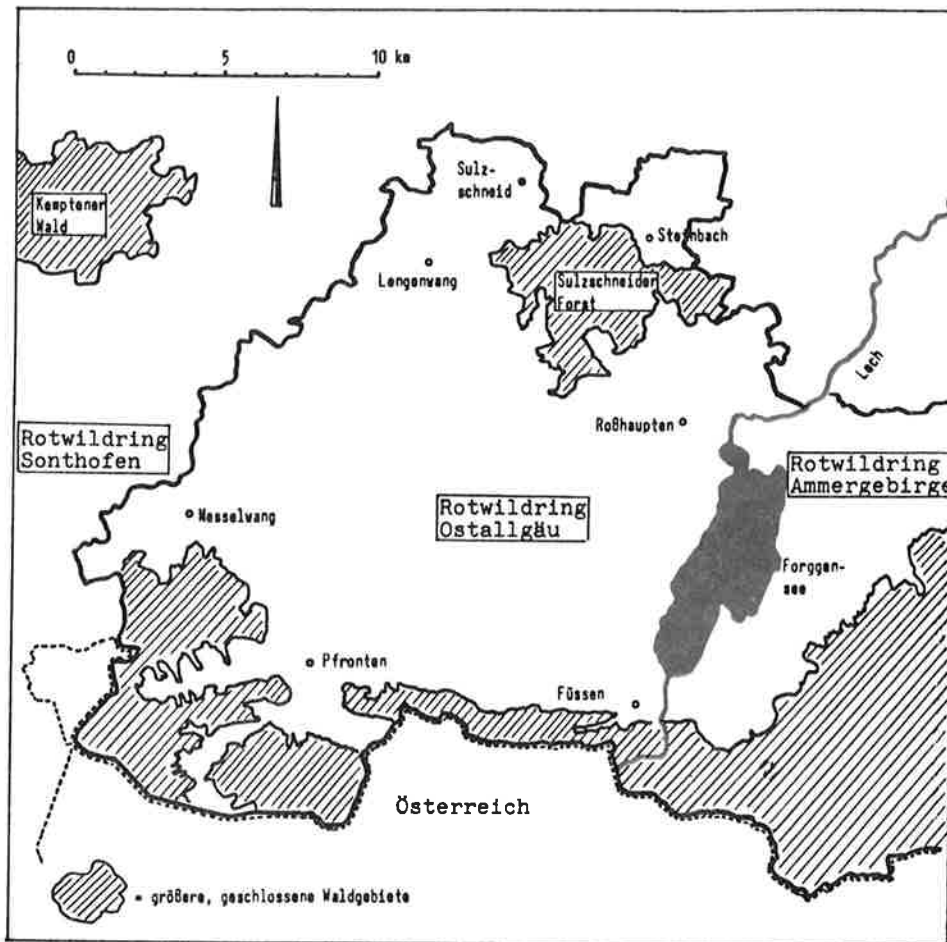 0 5 10 km
Sulz-
schneid
Kemptener
Wald
Steinbach
Lengenwang
Sulzschneider
Forst
Lech
Roßhaupten
Rotwildring
Sonthofen
Rotwildring
Ammergebirge
Rotwildring
Ostallgäu
Nesselwang
Forggen-
see
Pfronten
Füssen
Österreich
= größere, geschlossene Waldgebiete